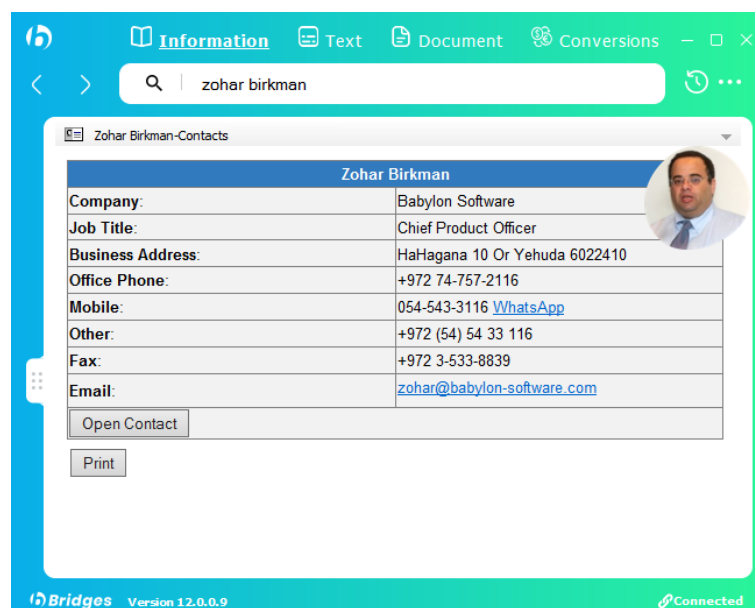 Information Text Document Conversions
zohar birkman
Zohar Birkman-Contacts
Zohar Birkman
Company: Babylon Software
Job Title: Chief Product Officer
Business Address: HaHagana 10 Or Yehuda 6022410
Office Phone: +972 74-757-2116
Mobile: 054-543-3116 WhatsApp
Other: +972 (54) 54 33 116
Fax: +972 3-533-8839
Email: zohar@babylon-software.com
Open Contact
Print
Bridges Version 12.0.0.9 Connected